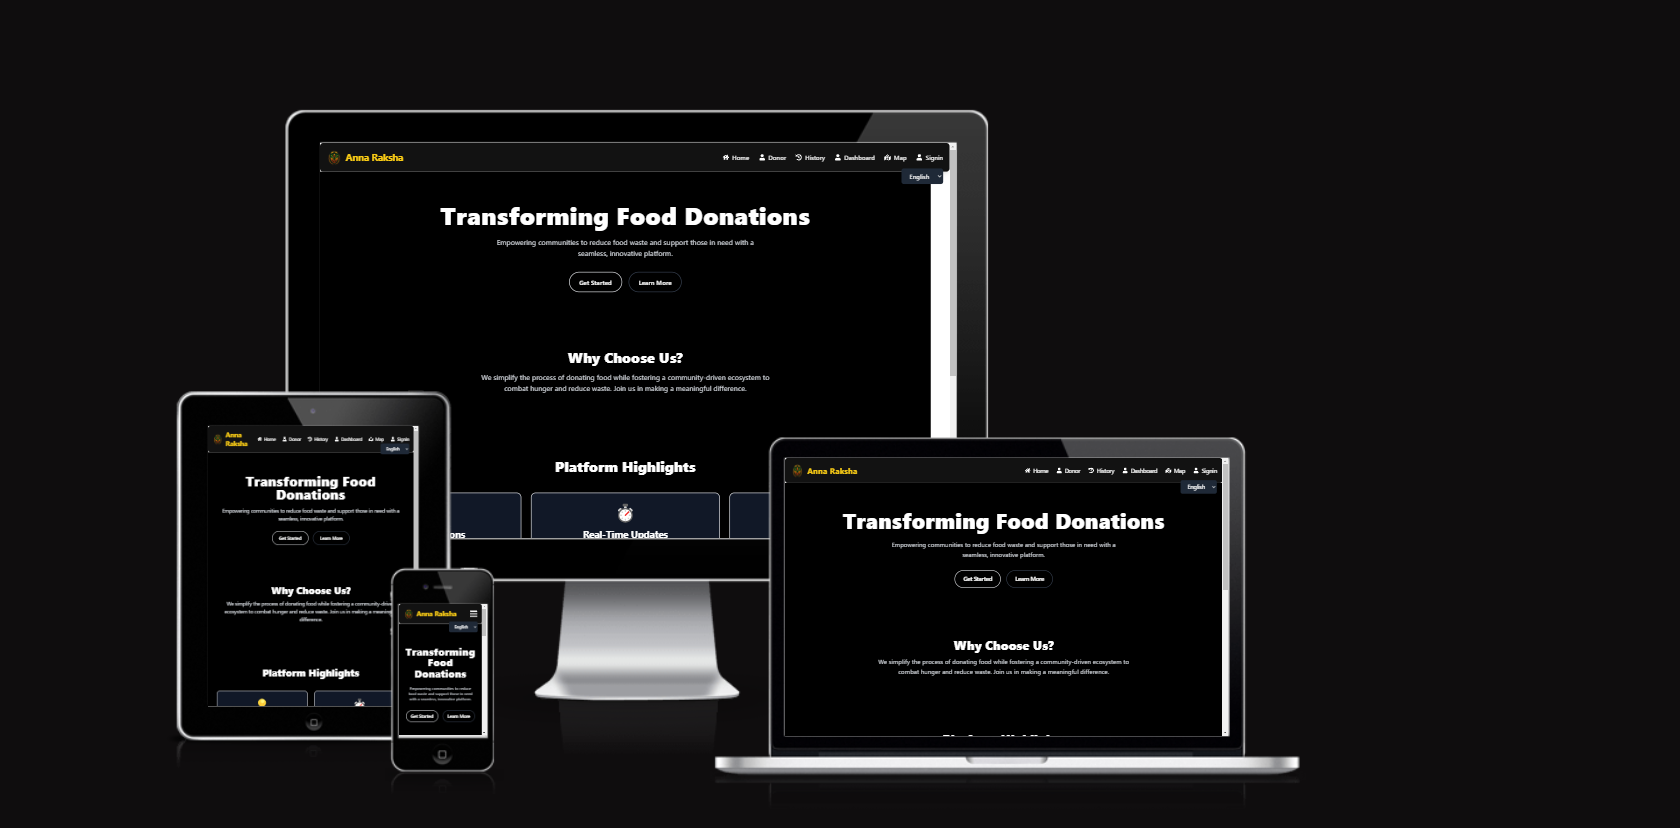 Anna Raksha
Home Donor History Dashboard Map Signin
English
Transforming Food Donations
Empowering communities to reduce food waste and support those in need with a
seamless, innovative platform.
Get Started Learn More
Why Choose Us?
We simplify the process of donating food while fostering a community-driven ecosystem to
combat hunger and reduce waste. Join us in making a meaningful difference.
Platform Highlights
ons
Real-Time Updates
Anna
Raksha
Home Donor History Dashboard Map Signin
English
Transforming Food
Donations
Empowering communities to reduce food waste and support those in need with a
seamless, innovative platform.
Get Started Learn More
Why Choose Us?
We simplify the process of donating food while fostering a community-driven
ecosystem to combat hunger and reduce waste. Join us in making a meaningful
difference.
Platform Highlights
Anna Raksha
English
Transforming
Food
Donations
Empowering communities to reduce
food waste and support those in need
with a seamless, innovative platform.
Get Started Learn More
Anna Raksha
Home Donor History Dashboard Map Signin
English
Transforming Food Donations
Empowering communities to reduce food waste and support those in need with a
seamless, innovative platform.
Get Started Learn More
Why Choose Us?
We simplify the process of donating food while fostering a community-driven ecosystem to
combat hunger and reduce waste. Join us in making a meaningful difference.